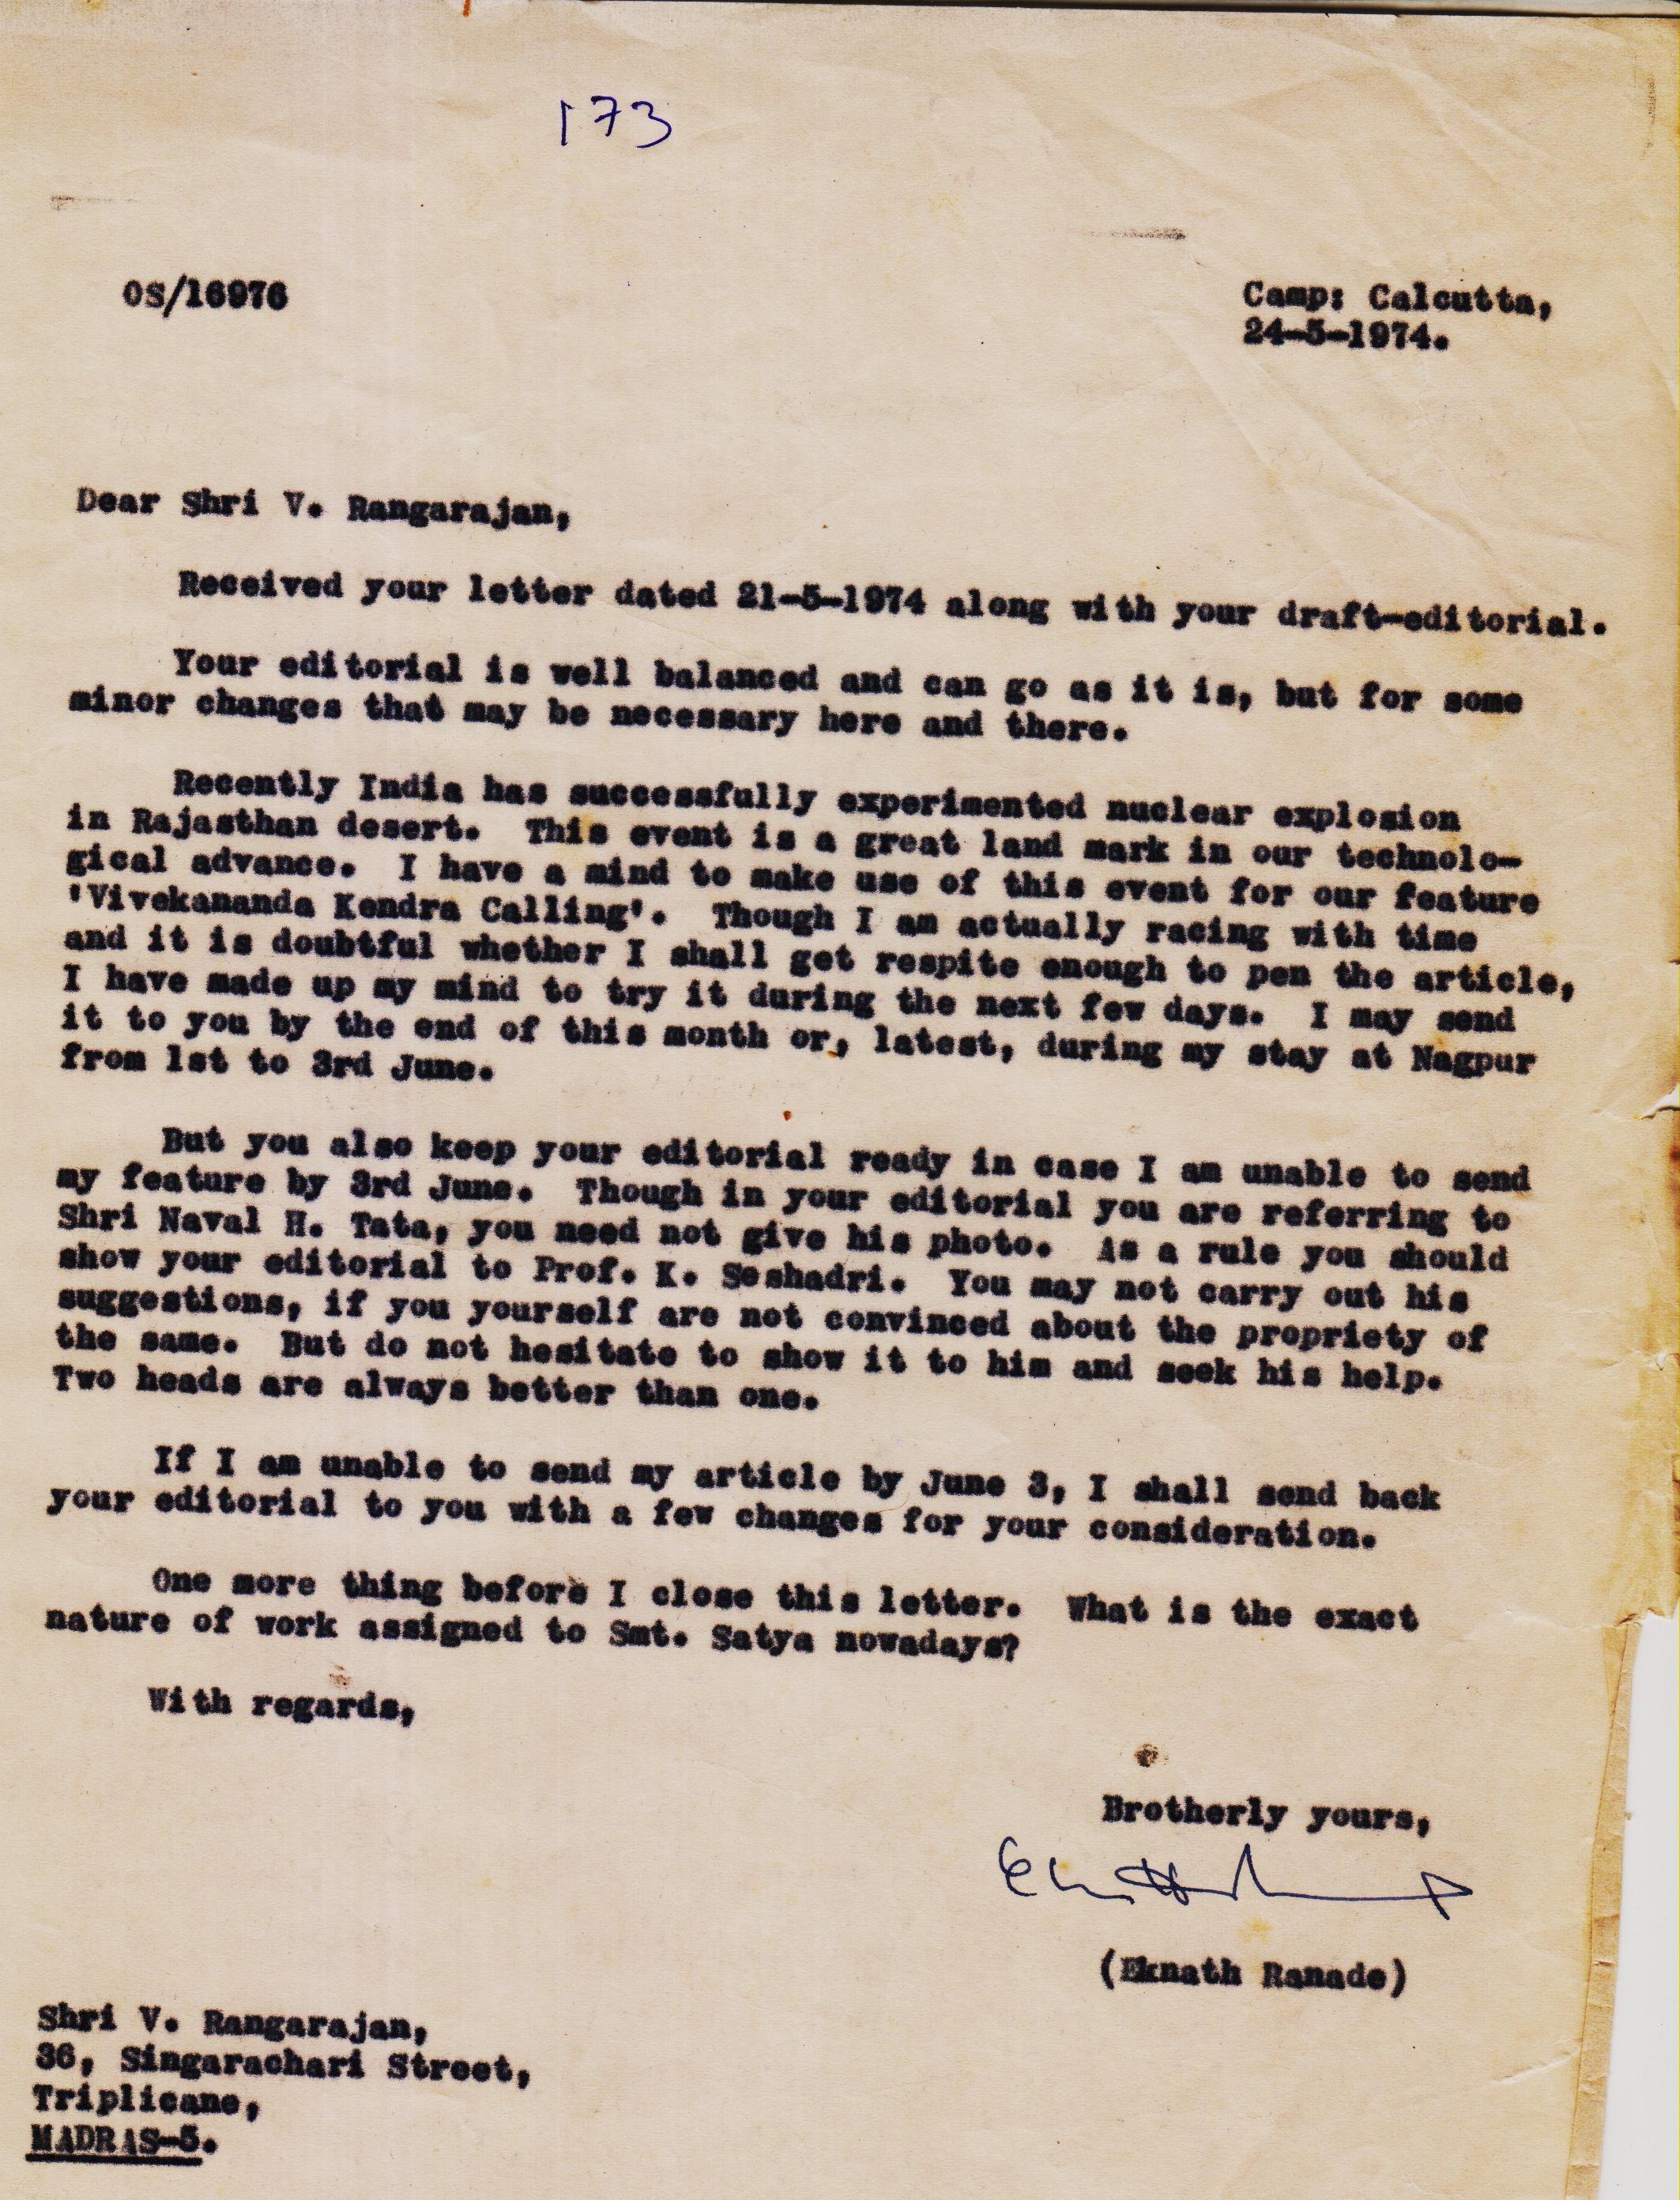 173
OS/16976
Camp: Calcutta,
24-5-1974.
Dear Shri V. Rangarajan,
Received your letter dated 21-5-1974 along with your draft-editorial.
Your editorial is well balanced and can go as it is, but for some
minor changes that may be necessary here and there.
Recently India has successfully experimented nuclear explosion
in Rajasthan desert. This event is a great land mark in our technolo-
gical advance. I have a mind to make use of this event for our feature
'Vivekananda Kendra Calling'. Though I am actually racing with time
and it is doubtful whether I shall get respite enough to pen the article,
I have made up my mind to try it during the next few days. I may send
it to you by the end of this month or, latest, during my stay at Nagpur
from 1st to 3rd June.
But you also keep your editorial ready in case I am unable to send
my feature by 3rd June. Though in your editorial you are referring to
Shri Naval H. Tata, you need not give his photo. As a rule you should
show your editorial to Prof. K. Seshadri. You may not carry out his
suggestions, if you yourself are not convinced about the propriety of
the same. But do not hesitate to show it to him and seek his help.
Two heads are always better than one.
If I am unable to send my article by June 3, I shall send back
your editorial to you with a few changes for your consideration.
One more thing before I close this letter. What is the exact
nature of work assigned to Smt. Satya nowadays?
With regards,
Brotherly yours,
(Eknath Ranade)
Shri V. Rangarajan,
36, Singarachari Street,
Triplicane,
MADRAS-5.